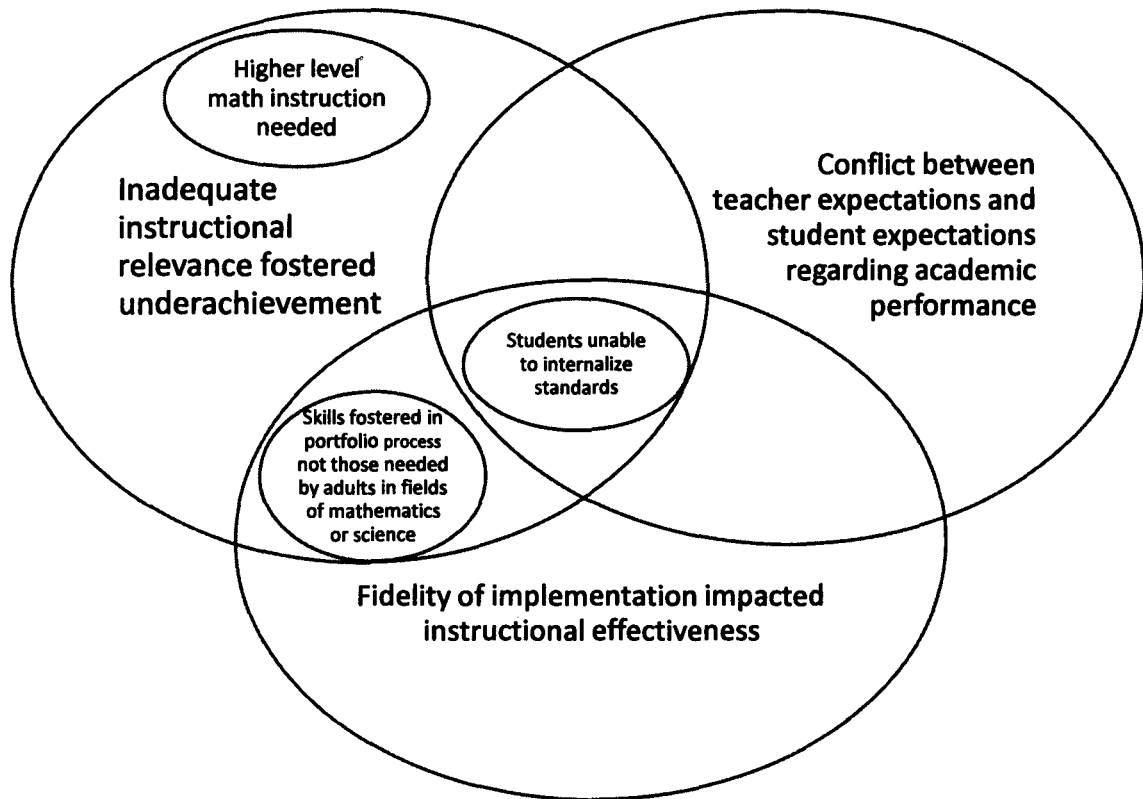 Higher level
math instruction
needed
Inadequate
instructional
relevance fostered
underachievement
Conflict between
teacher expectations and
student expectations
regarding academic
performance
Students unable
to internalize
standards
Skills fostered in
portfolio process
not those needed
by adults in fields
of mathematics
or science
Fidelity of implementation impacted
instructional effectiveness